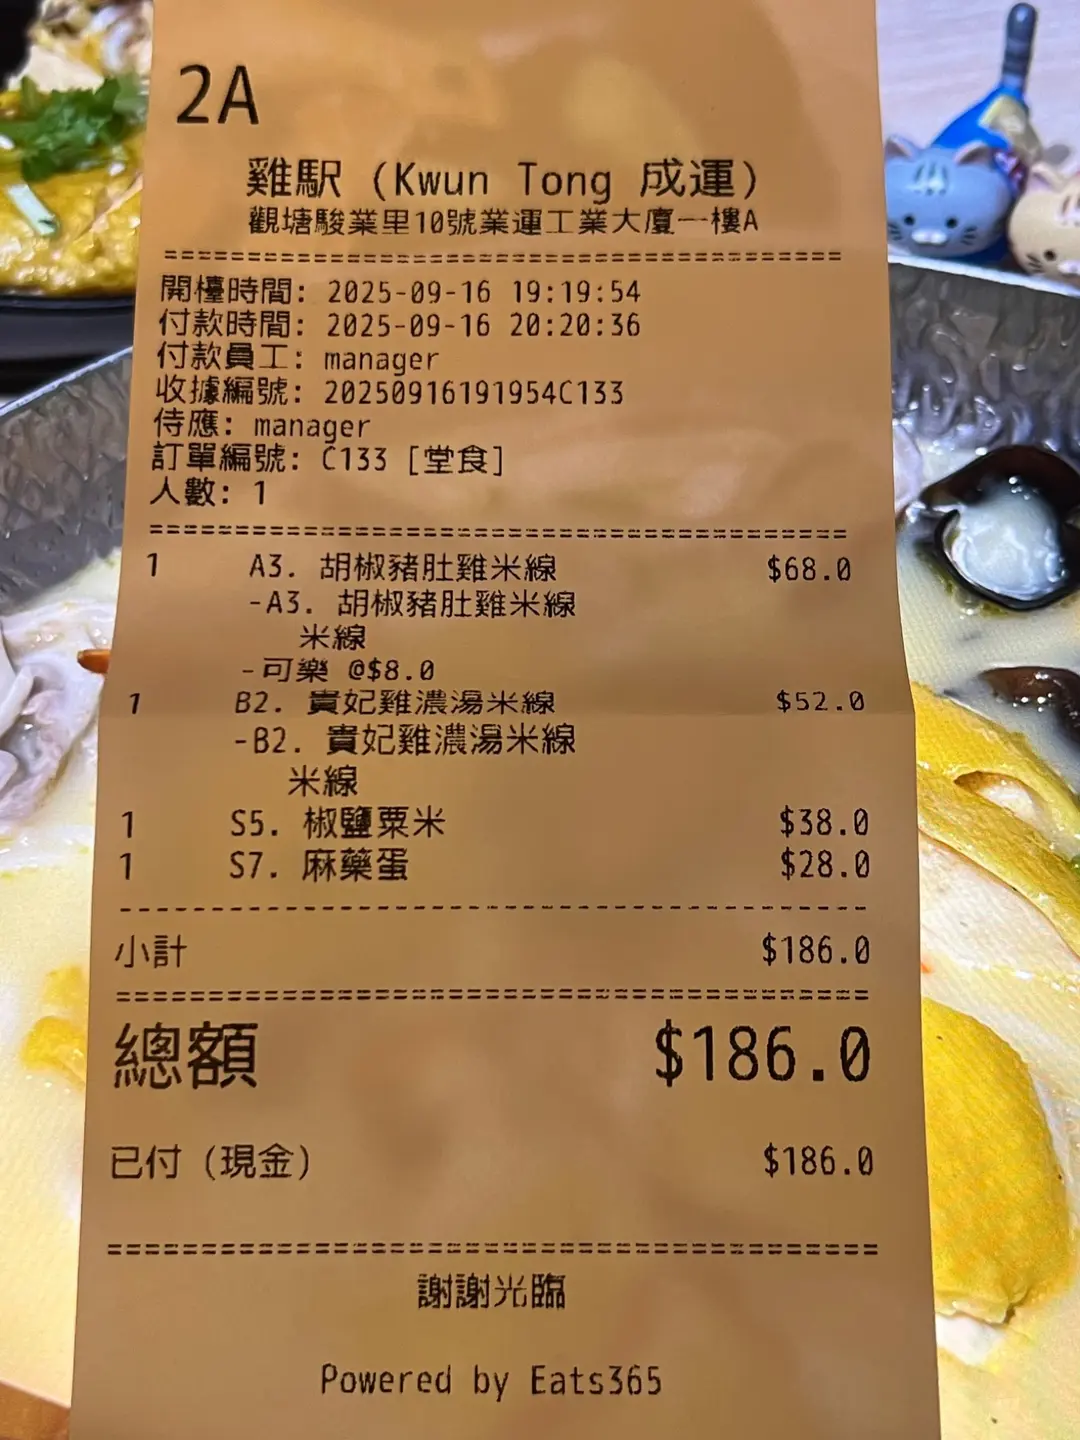 2A
雞駅 (Kwun Tong 成運)
觀塘駿業里10號業運工業大廈一樓A
開檯時間: 2025-09-16 19:19:54
付款時間: 2025-09-16 20:20:36
付款員工: manager
收據編號: 20250916191954C133
侍應: manager
訂單編號: C133 [堂食]
人數: 1
1 A3. 胡椒豬肚雞米線 $68.0
-A3. 胡椒豬肚雞米線
米線
-可樂 @$8.0
1 B2. 貴妃雞濃湯米線 $52.0
-B2. 貴妃雞濃湯米線
米線
1 S5. 椒鹽粟米 $38.0
1 S7. 麻藥蛋 $28.0
小計 $186.0
總額 $186.0
已付 (現金) $186.0
謝謝光臨
Powered by Eats365